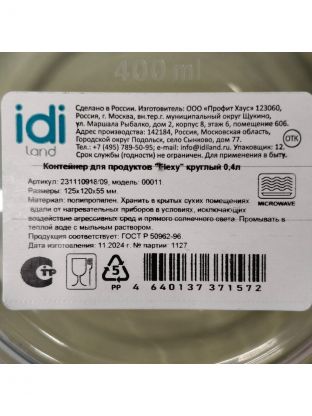 400ml
idi
land
Сделано в России. Изготовитель: ООО «Профит Хаус» 123060,
Россия, г. Москва, вн.тер.г. муниципальный округ Щукино,
ул. Маршала Рыбалко, дом 2, корпус 8, этаж 6, помещение 606.
Адрес производителя: 142184, Россия, Московская область,
Городской округ Подольск, село Сынково, дом 77.
Тел.: +7 (495) 789-50-95; e-mail: info@idiland.ru. Упаковщик: 12.
Срок службы (годности) не ограничен. Для применения в быту.
ОТК
Контейнер для продуктов "Flexy" круглый 0,4л
Артикул: 231110918/09, модель: 00011.
Размеры: 125х120х55 мм.
Материал: полипропилен. Хранить в крытых сухих помещениях
вдали от нагревательных приборов в условиях, исключающих
воздействие агрессивных сред и прямого солнечного света. Промывать в
теплой воде с мыльным раствором.
Продукция соответствует: ГОСТ Р 50962-96
Дата изготовления: 11.2024 г. № партии: 1127
MICROWAVE
5
PP
4 640137 371572